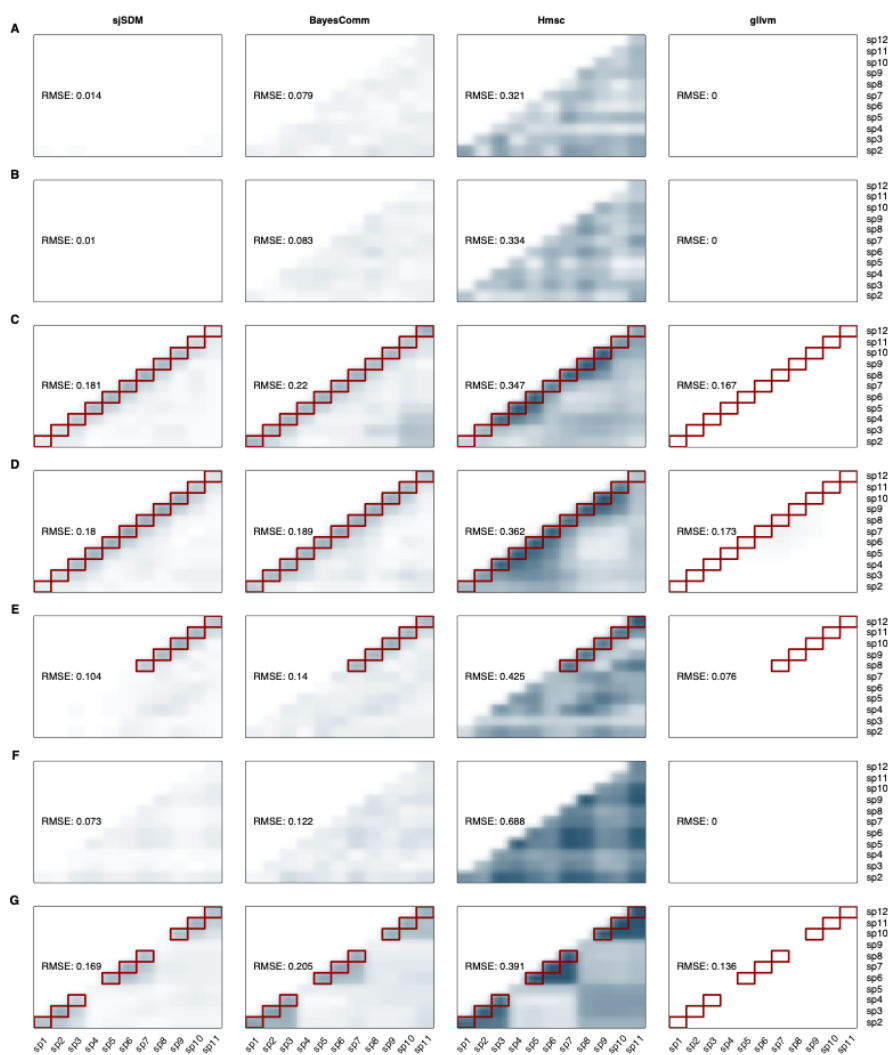 sjSDM BayesComm Hmsc gllvm
A
sp12
sp11
sp10
sp9
sp8
RMSE: 0.014 RMSE: 0.079 RMSE: 0.321 RMSE: 0 sp7
sp6
sp5
sp4
sp3
sp2
B
sp12
sp11
sp10
sp9
sp8
RMSE: 0.01 RMSE: 0.083 RMSE: 0.334 RMSE: 0 sp7
sp6
sp5
sp4
sp3
sp2
C
sp12
sp11
sp10
sp9
sp8
RMSE: 0.181 RMSE: 0.22 RMSE: 0.347 RMSE: 0.167 sp7
sp6
sp5
sp4
sp3
sp2
D
sp12
sp11
sp10
sp9
sp8
RMSE: 0.18 RMSE: 0.189 RMSE: 0.362 RMSE: 0.173 sp7
sp6
sp5
sp4
sp3
sp2
E
sp12
sp11
sp10
sp9
sp8
RMSE: 0.104 RMSE: 0.14 RMSE: 0.425 RMSE: 0.076 sp7
sp6
sp5
sp4
sp3
sp2
F
sp12
sp11
sp10
sp9
sp8
RMSE: 0.073 RMSE: 0.122 RMSE: 0.688 RMSE: 0 sp7
sp6
sp5
sp4
sp3
sp2
G
sp12
sp11
sp10
sp9
sp8
RMSE: 0.169 RMSE: 0.205 RMSE: 0.391 RMSE: 0.136 sp7
sp6
sp5
sp4
sp3
sp2
sp1 sp2 sp3 sp4 sp5 sp6 sp7 sp8 sp9 sp10 sp11 sp1 sp2 sp3 sp4 sp5 sp6 sp7 sp8 sp9 sp10 sp11 sp1 sp2 sp3 sp4 sp5 sp6 sp7 sp8 sp9 sp10 sp11 sp1 sp2 sp3 sp4 sp5 sp6 sp7 sp8 sp9 sp10 sp11